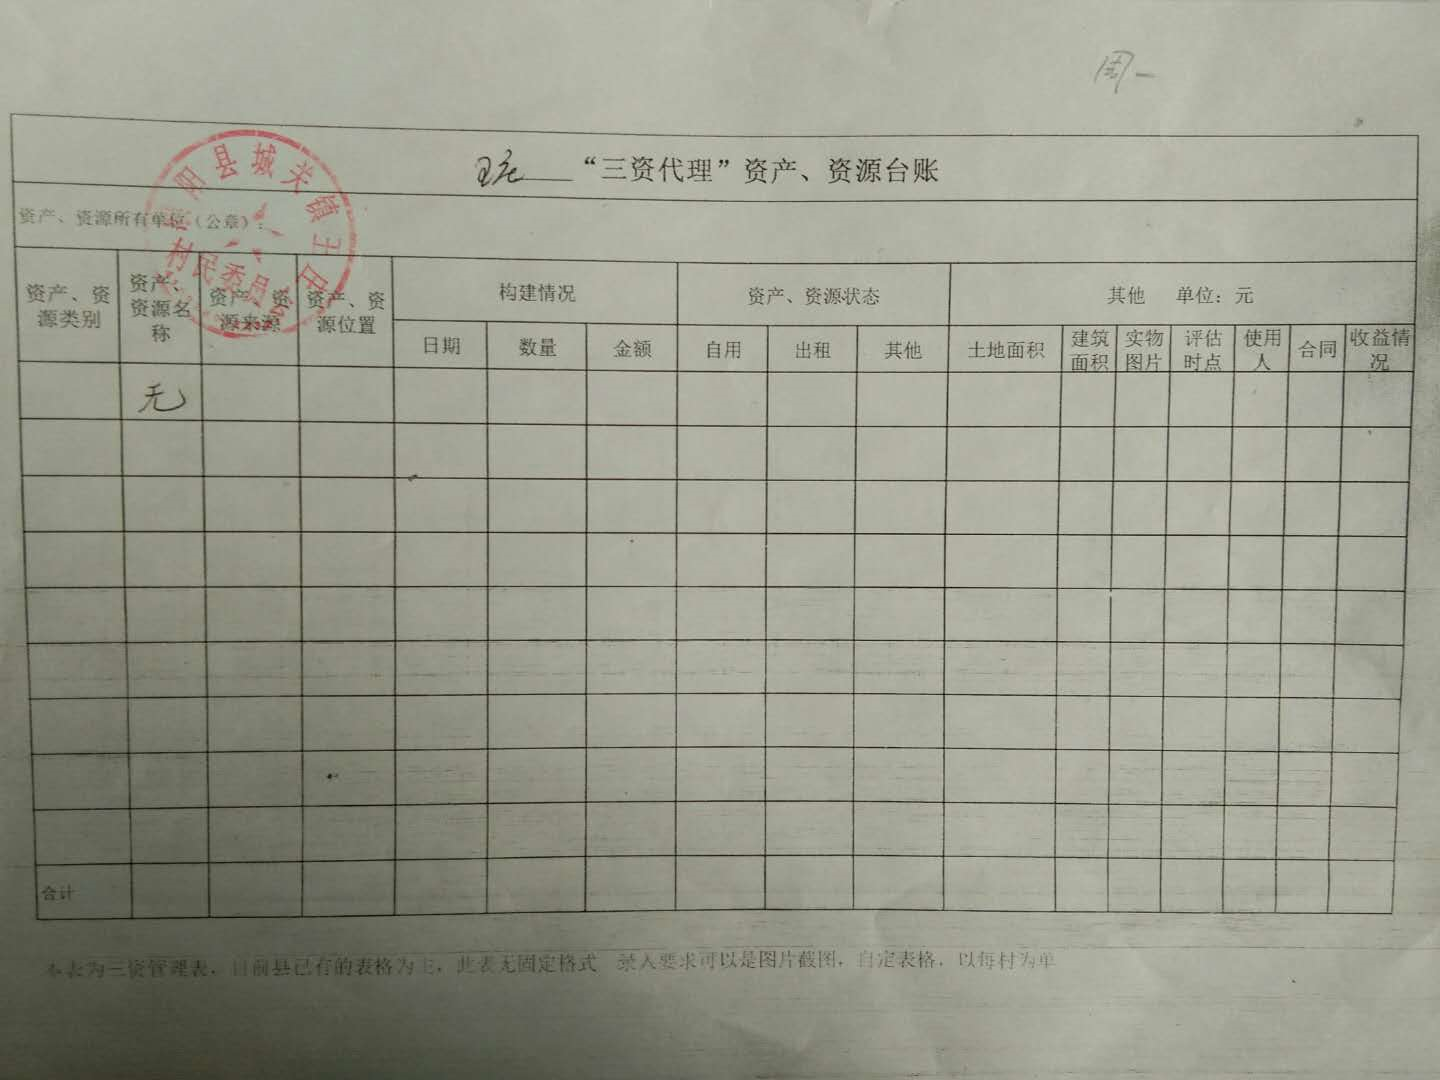 周一
“三资代理”资产、资源台账
资产、资源所有单位（公章）：
阳县城关镇王
村民委员
资产、资源类别
资产、资源名称
资产、资源来源
资产、资源位置
构建情况
资产、资源状态
其他 单位：元
日期
数量
金额
自用
出租
其他
土地面积
建筑面积
实物图片
评估时点
使用人
合同
收益情况
无
合计
本表为三资管理表，目前县已有的表格为主，此表无固定格式 录入要求可以是图片截图，自定表格，以每村为单